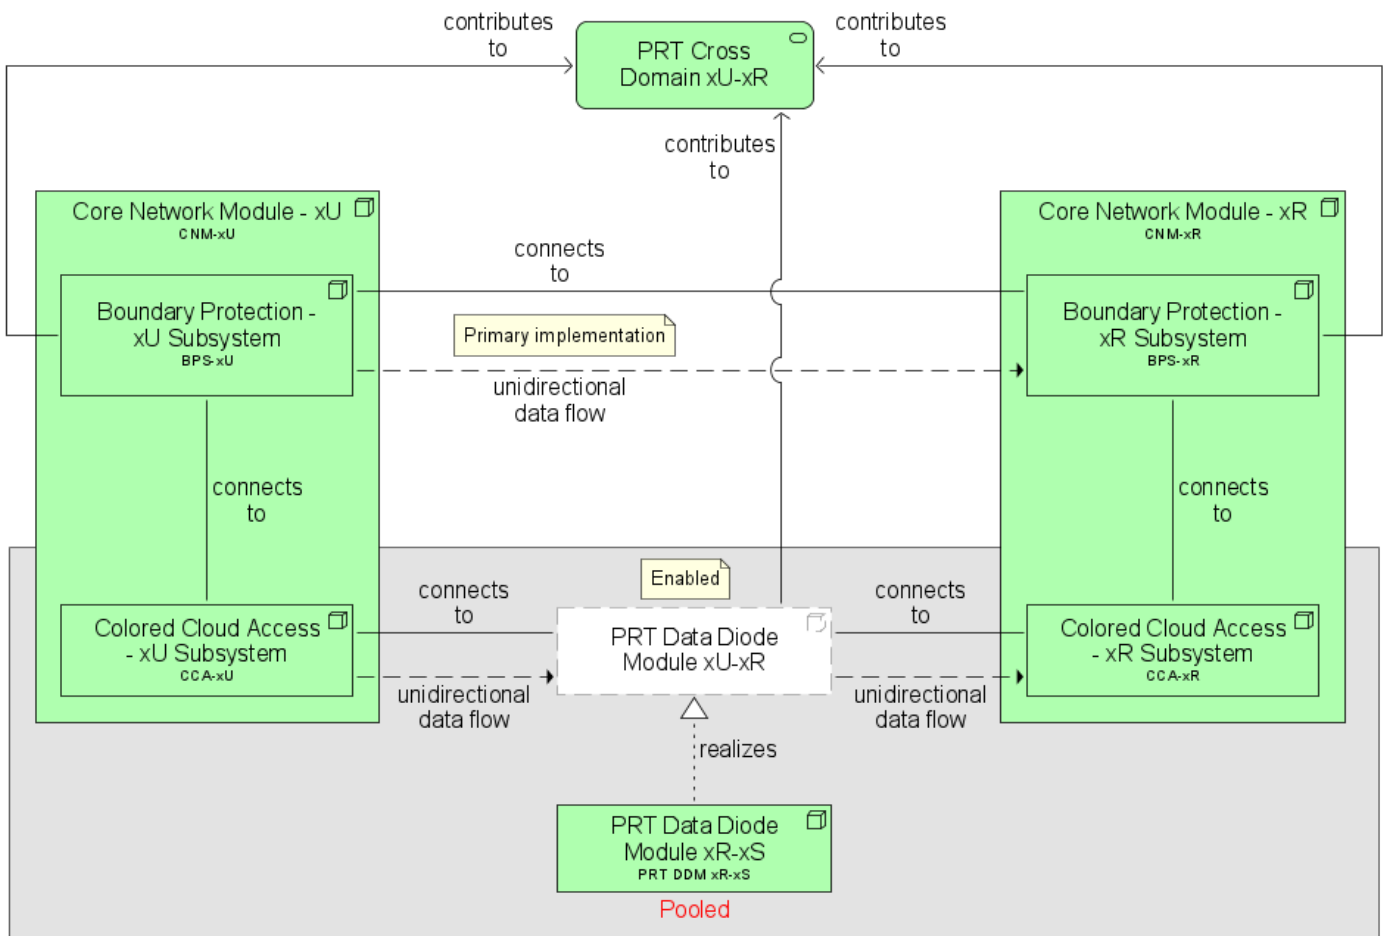 contributes
to
contributes
to
PRT Cross
Domain xU-xR
contributes
to
Core Network Module - xU
CNM-xU
Core Network Module - xR
CNM-xR
connects
to
Boundary Protection -
xU Subsystem
BPS-xU
Primary implementation
Boundary Protection -
xR Subsystem
BPS-xR
unidirectional
data flow
connects
to
connects
to
Enabled
connects
to
connects
to
Colored Cloud Access
- xU Subsystem
CCA-xU
PRT Data Diode
Module xU-xR
Colored Cloud Access
- xR Subsystem
CCA-xR
unidirectional
data flow
unidirectional
data flow
realizes
PRT Data Diode
Module xR-xS
PRT DDM xR-xS
Pooled